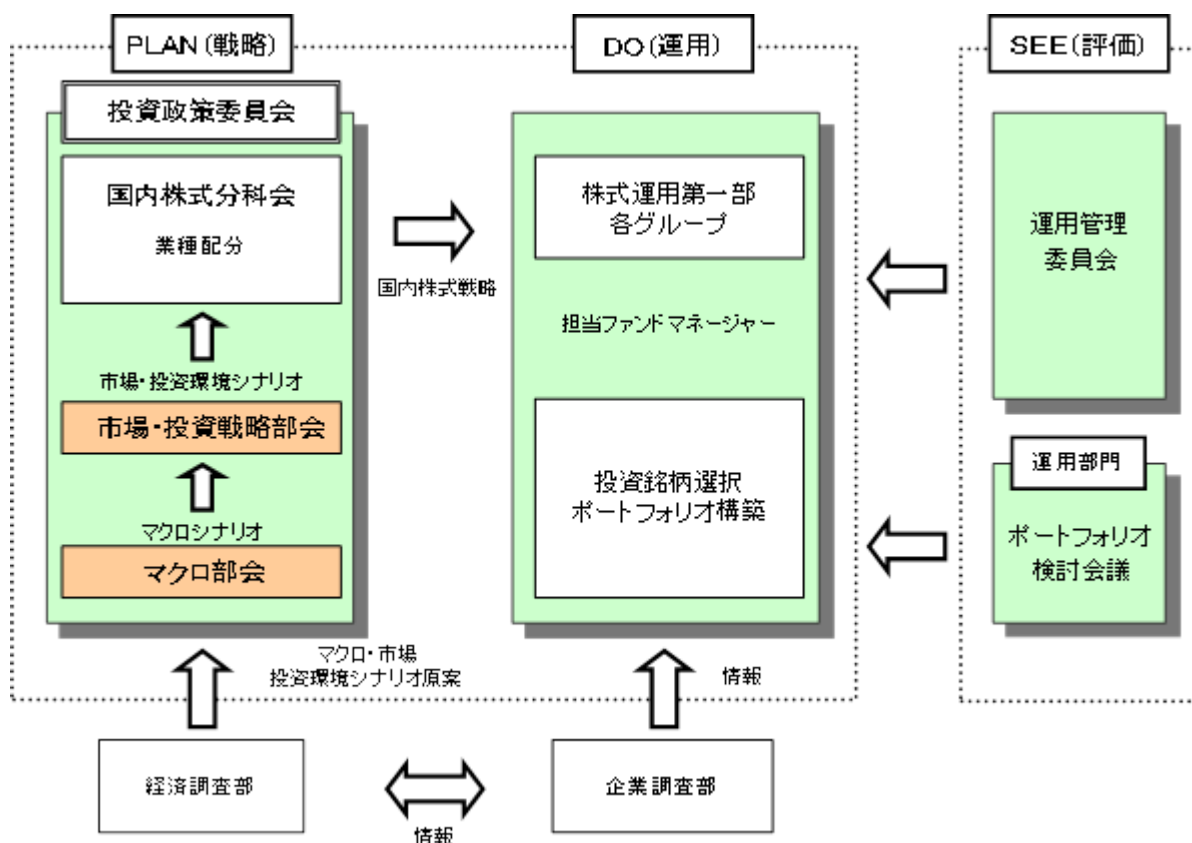 PLAN(戦略)
投資政策委員会
国内株式分科会
業種配分
市場・投資環境シナリオ
市場・投資戦略部会
マクロシナリオ
マクロ部会
国内株式戦略
DO(運用)
株式運用第一部
各グループ
担当ファンドマネージャー
投資銘柄選択
ポートフォリオ構築
SEE(評価)
運用管理
委員会
運用部門
ポートフォリオ
検討会議
マクロ・市場
投資環境シナリオ原案
情報
経済調査部
情報
企業調査部